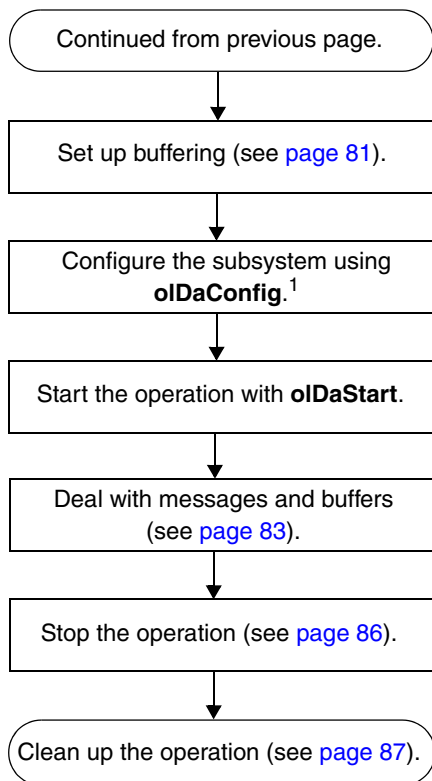 Continued from previous page.
Set up buffering (see page 81).
Configure the subsystem using
olDaConfig.1
Start the operation with olDaStart.
Deal with messages and buffers
(see page 83).
Stop the operation (see page 86).
Clean up the operation (see page 87).